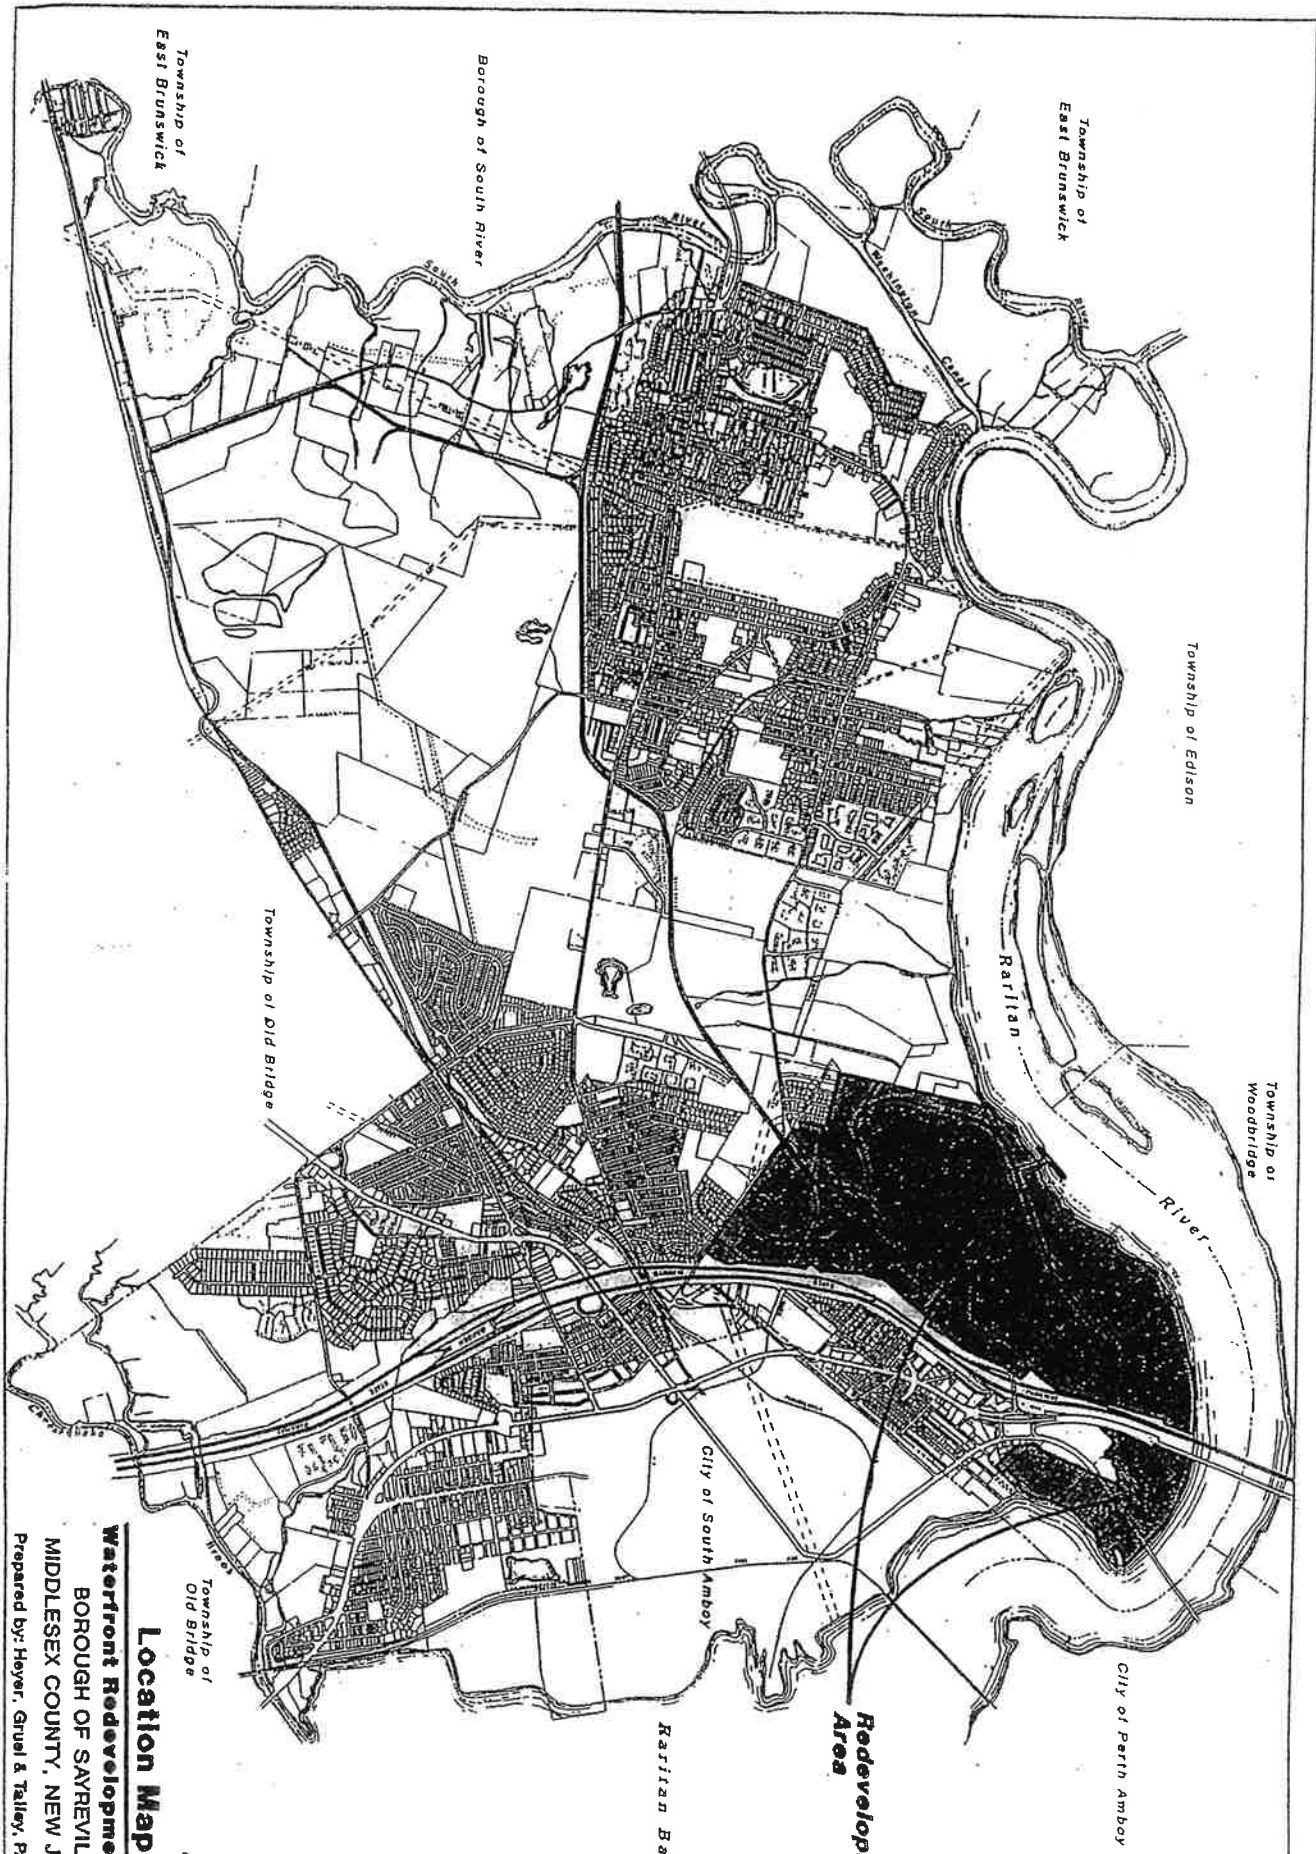 Township of
East Brunswick
Borough of South River
Township of
East Brunswick
South
River
Washington
Canal
South
River
Township of Edison
Raritan
River
Township of
Woodbridge
Township of Old Bridge
City of South Amboy
Township of
Old Bridge
City of Perth Amboy
Raritan Ba
Redevelop
Area
Location Map
Waterfront Redevelopme
BOROUGH OF SAYREVIL
MIDDLESEX COUNTY, NEW J
Prepared by: Heyer, Gruel & Talley, P.